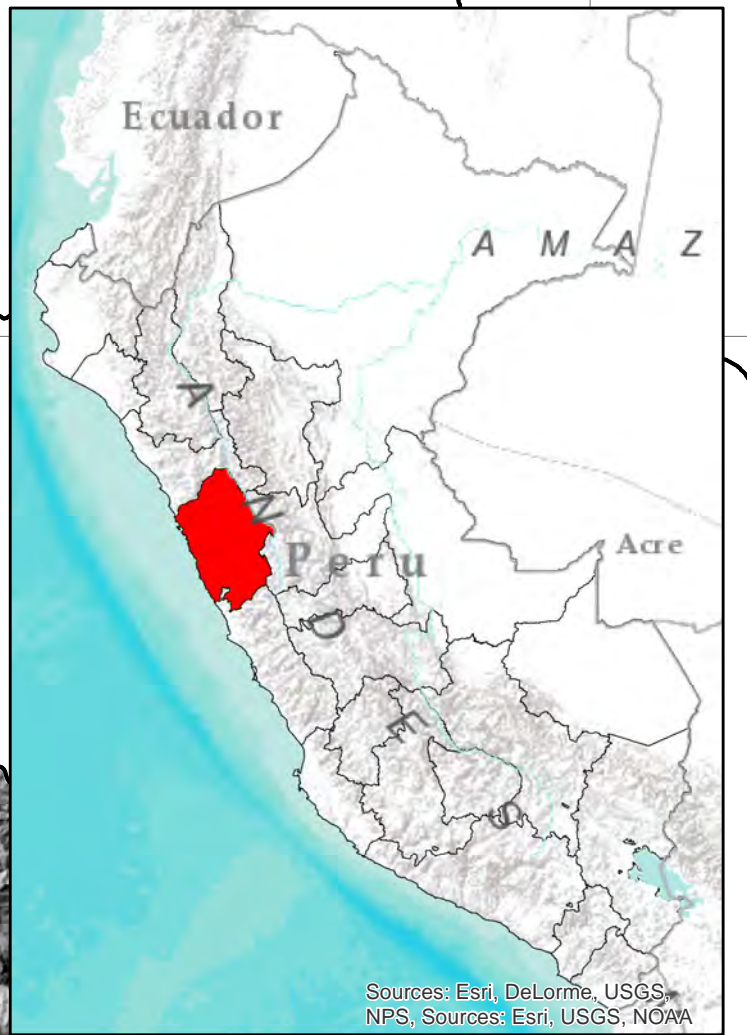 Ecuador
A M A Z
A
N
Peru
Acre
D
E
S
Sources: Esri, DeLorme, USGS,
NPS, Sources: Esri, USGS, NOAA